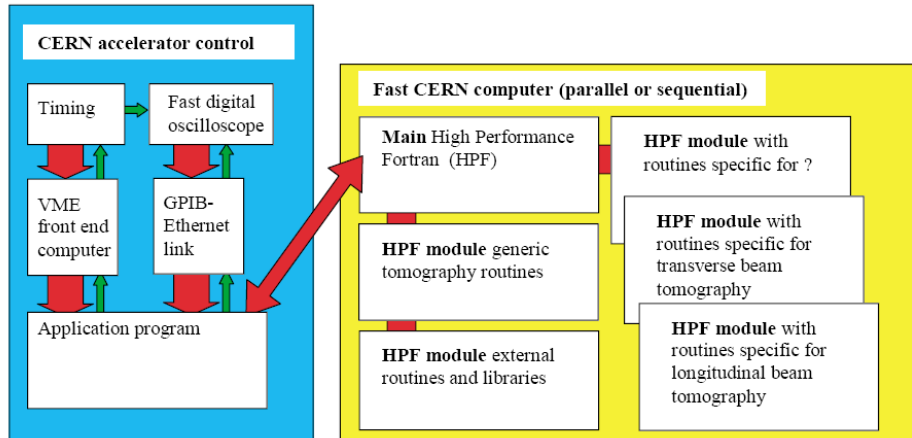 CERN accelerator control
Timing
Fast digital
oscilloscope
VME
front end
computer
GPIB-
Ethernet
link
Application program
Fast CERN computer (parallel or sequential)
Main High Performance
Fortran (HPF)
HPF module generic
tomography routines
HPF module external
routines and libraries
HPF module with
routines specific for ?
HPF module with
routines specific for
transverse beam
tomography
HPF module with
routines specific for
longitudinal beam
tomography